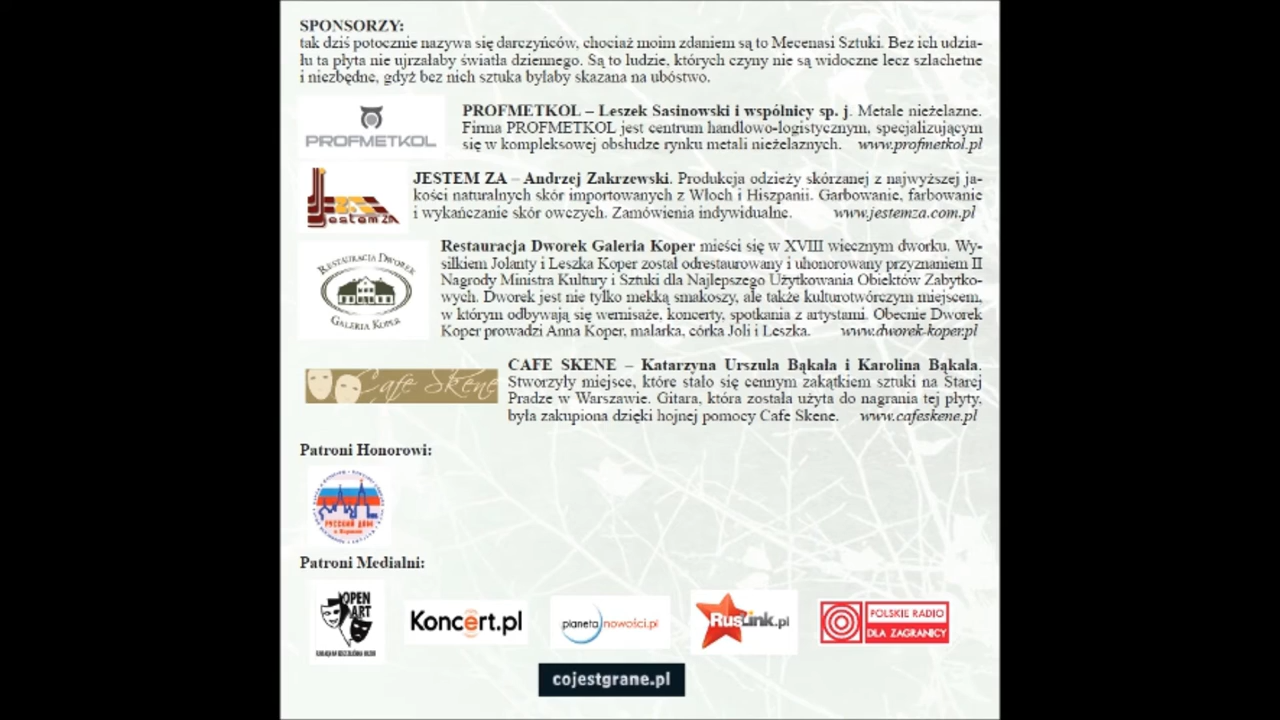 SPONSORZY:
tak dziś potocznie nazywa się darczyńców, chociaż moim zdaniem są to Mecenasi Sztuki. Bez ich udzia-
łu ta płyta nie ujrzałaby światła dziennego. Są to ludzie, których czyny nie są widoczne lecz szlachetne
i niezbędne, gdyż bez nich sztuka byłaby skazana na ubóstwo.
PROFMETKOL
PROFMETKOL – Leszek Sasinowski i wspólnicy sp. j. Metale nieżelazne.
Firma PROFMETKOL jest centrum handlowo-logistycznym, specjalizującym
się w kompleksowej obsłudze rynku metali nieżelaznych. www.profmetkol.pl
Jestem ZA
JESTEM ZA – Andrzej Zakrzewski. Produkcja odzieży skórzanej z najwyższej ja-
kości naturalnych skór importowanych z Włoch i Hiszpanii. Garbowanie, farbowanie
i wykańczanie skór owczych. Zamówienia indywidualne. www.jestemza.com.pl
RESTAURACJA DWOREK
GALERIA KOPER
Restauracja Dworek Galeria Koper mieści się w XVIII wiecznym dworku. Wy-
siłkiem Jolanty i Leszka Koper został odrestaurowany i uhonorowany przyznaniem II
Nagrody Ministra Kultury i Sztuki dla Najlepszego Użytkowania Obiektów Zabytko-
wych. Dworek jest nie tylko mekką smakoszy, ale także kulturotwórczym miejscem,
w którym odbywają się wernisaże, koncerty, spotkania z artystami. Obecnie Dworek
Koper prowadzi Anna Koper, malarka, córka Joli i Leszka. www.dworek-koper.pl
Cafe Skene
CAFE SKENE – Katarzyna Urszula Bąkała i Karolina Bąkała.
Stworzyły miejsce, które stało się cennym zakątkiem sztuki na Starej
Pradze w Warszawie. Gitara, która została użyta do nagrania tej płyty,
była zakupiona dzięki hojnej pomocy Cafe Skene. www.cafeskene.pl
Patroni Honorowi:
РУССКИЙ ДОМ
Patroni Medialni:
OPEN
ART
Koncert.pl
planeta nowości.pl
RusLink.pl
POLSKIE RADIO
DLA ZAGRANICY
cojestgrane.pl